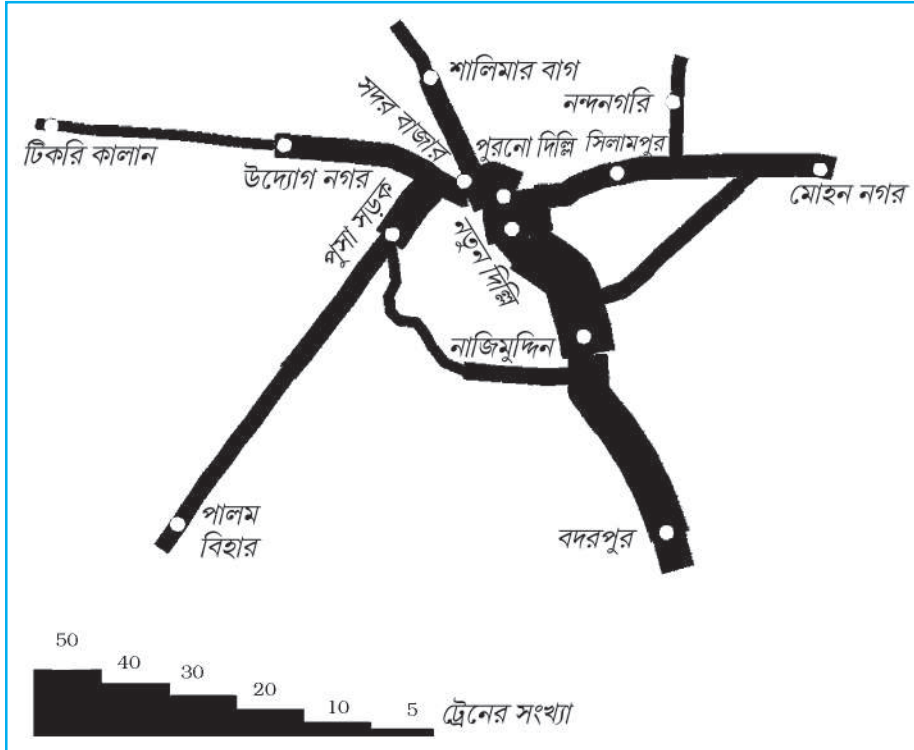 শালিমার বাগ
সদর বাজার
নন্দনগরি
টিকরি কালান
উদ্যোগ নগর
পুরনো দিল্লি
সিলামপুর
মোহন নগর
পুসা সড়ক
নতুন দিল্লি
নাজিমুদ্দিন
পালম
বিহার
বদরপুর
50
40
30
20
10
5
ট্রেনের সংখ্যা